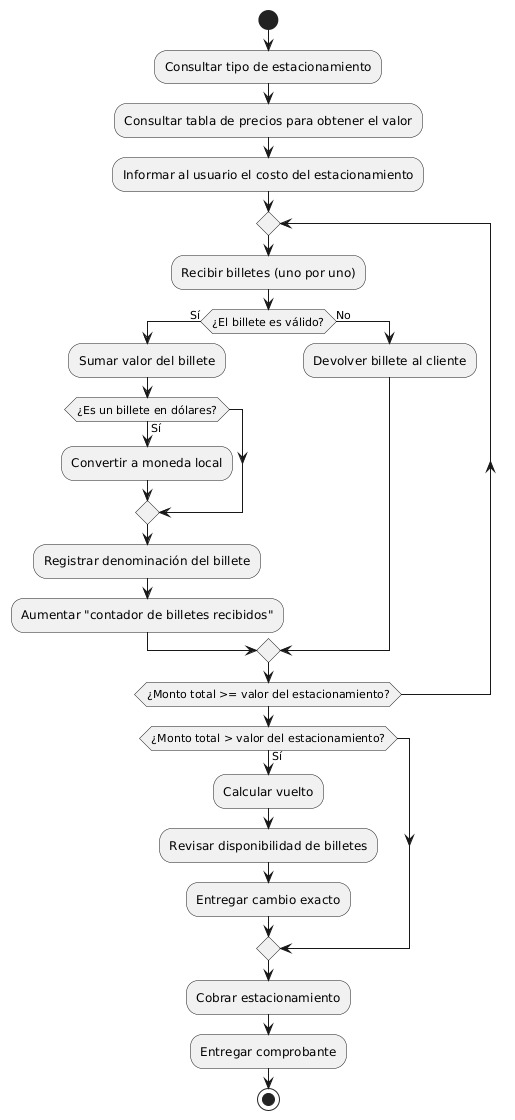 Consultar tipo de estacionamiento
Consultar tabla de precios para obtener el valor
Informar al usuario el costo del estacionamiento
Recibir billetes (uno por uno)
Sí
¿El billete es válido?
No
Sumar valor del billete
Devolver billete al cliente
¿Es un billete en dólares?
Sí
Convertir a moneda local
Registrar denominación del billete
Aumentar "contador de billetes recibidos"
¿Monto total >= valor del estacionamiento?
¿Monto total > valor del estacionamiento?
Sí
Calcular vuelto
Revisar disponibilidad de billetes
Entregar cambio exacto
Cobrar estacionamiento
Entregar comprobante